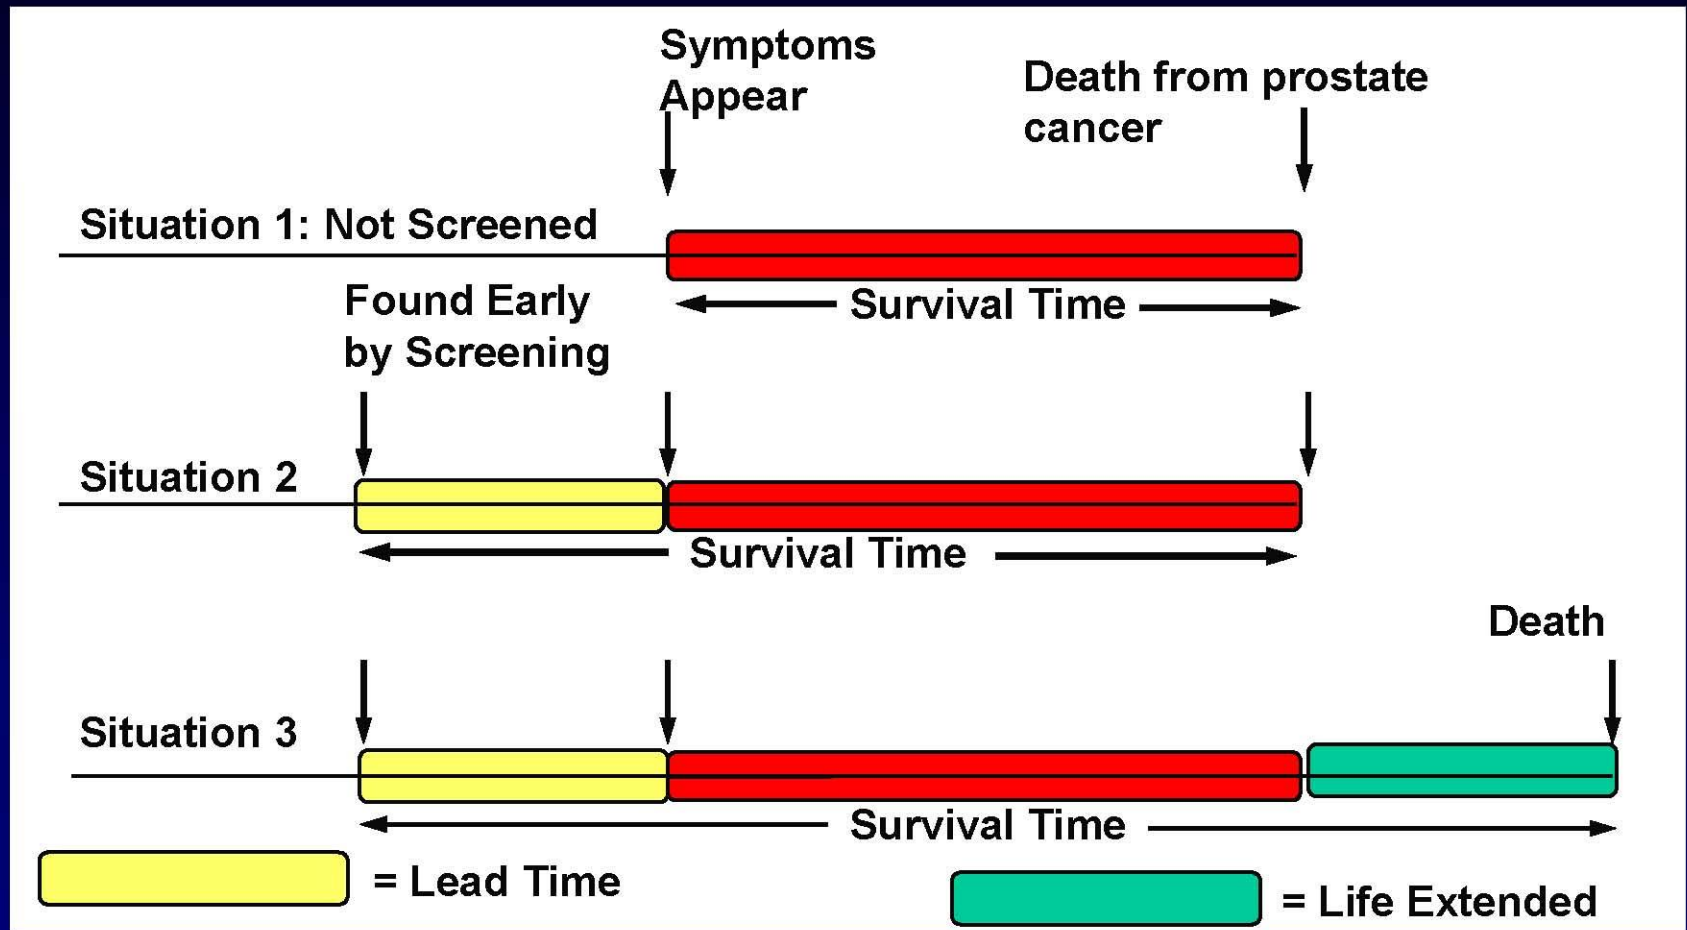 Symptoms
Appear
Death from prostate
cancer
Situation 1: Not Screened
Survival Time
Found Early
by Screening
Situation 2
Survival Time
Death
Situation 3
Survival Time
= Lead Time
= Life Extended